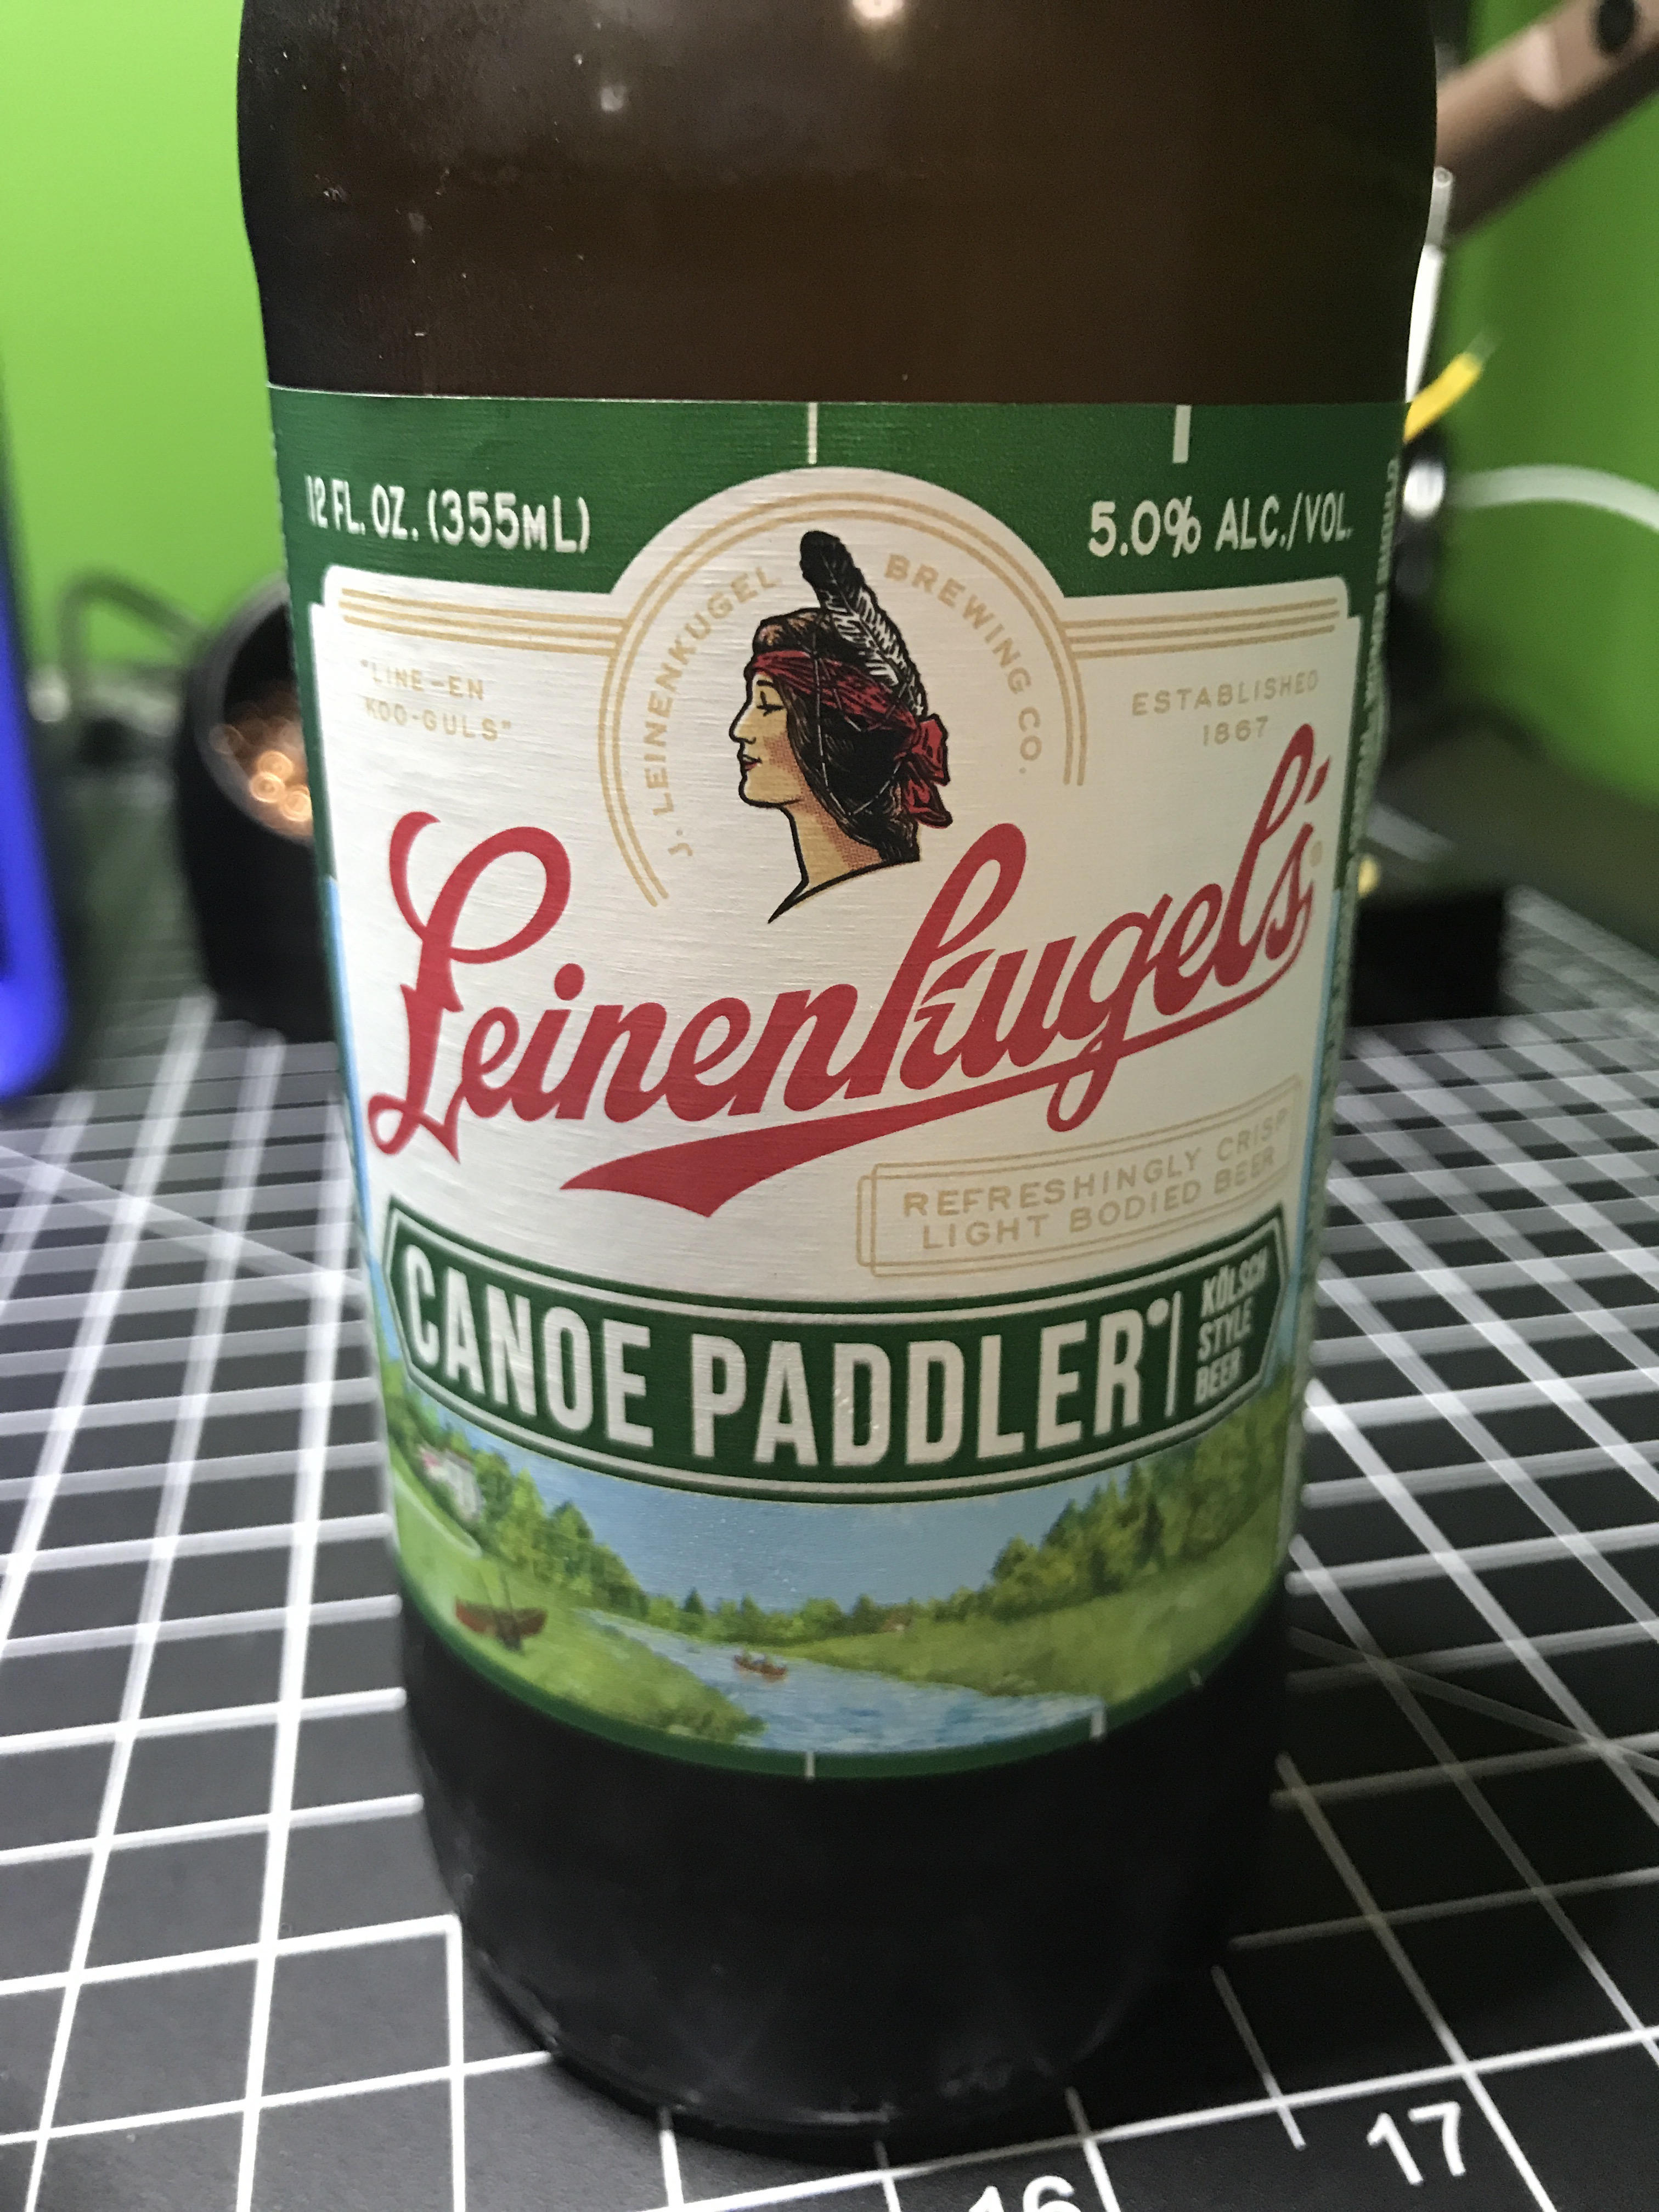 12 FL. OZ. (355mL)
5.0% ALC./VOL.
J. LEINENKUGEL BREWING CO.
"LINE-EN
KOO-GULS"
ESTABLISHED
1867
Leinenkugel's®
REFRESHINGLY CRISP
LIGHT BODIED BEER
CANOE PADDLER®
KÖLSCH
STYLE
BEER
17
16